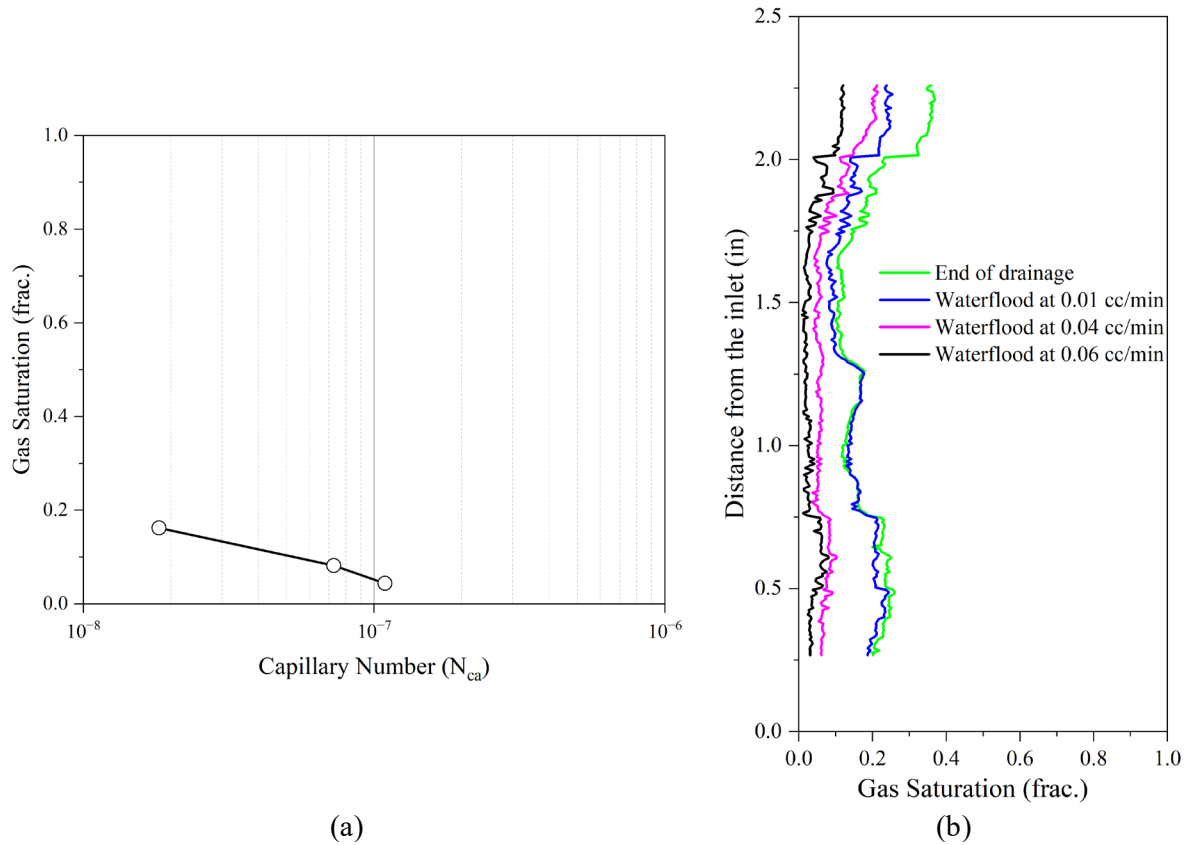 1.0
0.8
0.6
0.4
0.2
0.0
10⁻⁸
10⁻⁷
10⁻⁶
Gas Saturation (frac.)
Capillary Number (N_ca)
(a)
2.5
2.0
1.5
1.0
0.5
0.0
Distance from the inlet (in)
End of drainage
Waterflood at 0.01 cc/min
Waterflood at 0.04 cc/min
Waterflood at 0.06 cc/min
0.0
0.2
0.4
0.6
0.8
1.0
Gas Saturation (frac.)
(b)